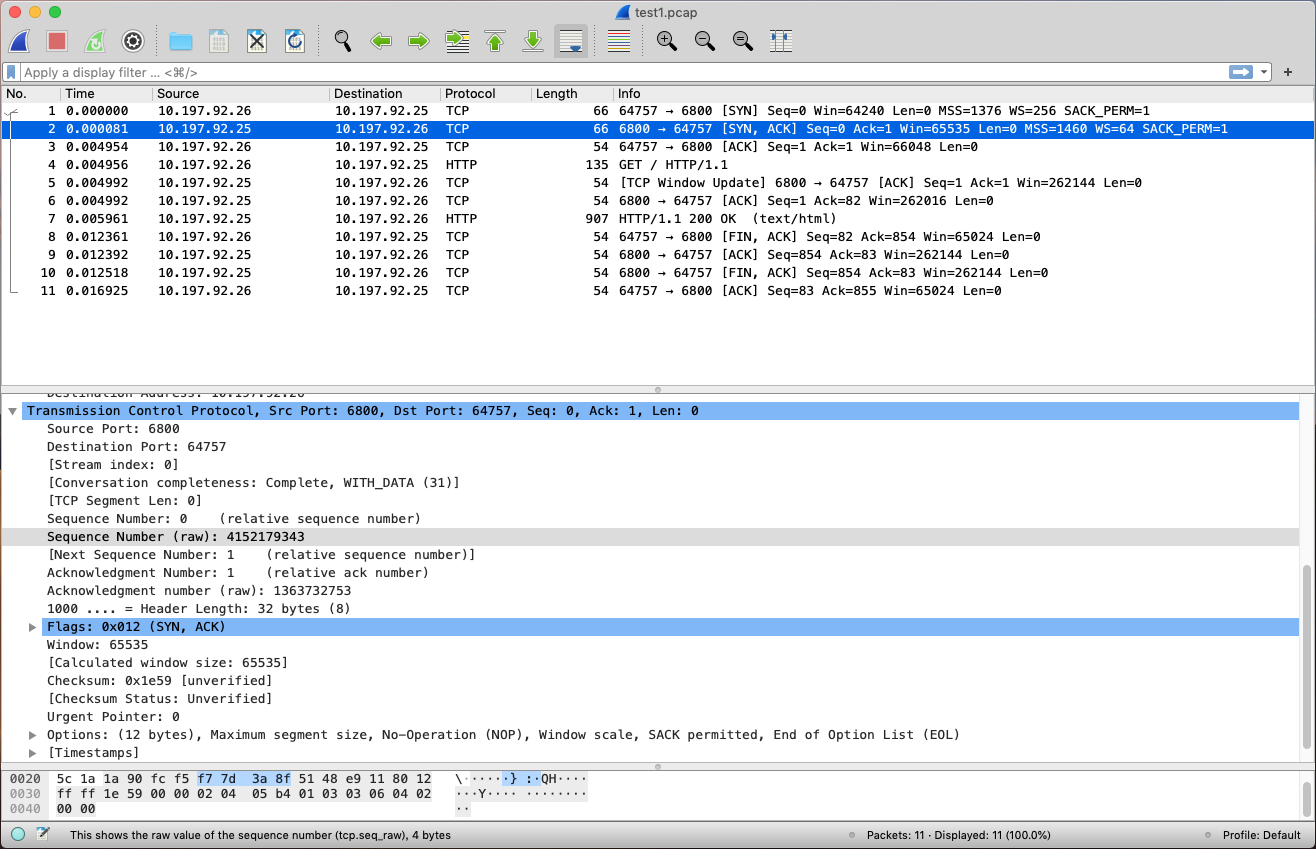 test1.pcap
Apply a display filter ... <⌘/>
No. Time Source Destination Protocol Length Info
1 0.000000 10.197.92.26 10.197.92.25 TCP 66 64757 → 6800 [SYN] Seq=0 Win=64240 Len=0 MSS=1376 WS=256 SACK_PERM=1
2 0.000081 10.197.92.25 10.197.92.26 TCP 66 6800 → 64757 [SYN, ACK] Seq=0 Ack=1 Win=65535 Len=0 MSS=1460 WS=64 SACK_PERM=1
3 0.004954 10.197.92.26 10.197.92.25 TCP 54 64757 → 6800 [ACK] Seq=1 Ack=1 Win=66048 Len=0
4 0.004956 10.197.92.26 10.197.92.25 HTTP 135 GET / HTTP/1.1
5 0.004992 10.197.92.25 10.197.92.26 TCP 54 [TCP Window Update] 6800 → 64757 [ACK] Seq=1 Ack=1 Win=262144 Len=0
6 0.004992 10.197.92.25 10.197.92.26 TCP 54 6800 → 64757 [ACK] Seq=1 Ack=82 Win=262016 Len=0
7 0.005961 10.197.92.25 10.197.92.26 HTTP 907 HTTP/1.1 200 OK (text/html)
8 0.012361 10.197.92.26 10.197.92.25 TCP 54 64757 → 6800 [FIN, ACK] Seq=82 Ack=854 Win=65024 Len=0
9 0.012392 10.197.92.25 10.197.92.26 TCP 54 6800 → 64757 [ACK] Seq=854 Ack=83 Win=262144 Len=0
10 0.012518 10.197.92.25 10.197.92.26 TCP 54 6800 → 64757 [FIN, ACK] Seq=854 Ack=83 Win=262144 Len=0
11 0.016925 10.197.92.26 10.197.92.25 TCP 54 64757 → 6800 [ACK] Seq=83 Ack=855 Win=65024 Len=0
Destination Address: 10.197.92.26
Transmission Control Protocol, Src Port: 6800, Dst Port: 64757, Seq: 0, Ack: 1, Len: 0
Source Port: 6800
Destination Port: 64757
[Stream index: 0]
[Conversation completeness: Complete, WITH_DATA (31)]
[TCP Segment Len: 0]
Sequence Number: 0 (relative sequence number)
Sequence Number (raw): 4152179343
[Next Sequence Number: 1 (relative sequence number)]
Acknowledgment Number: 1 (relative ack number)
Acknowledgment number (raw): 1363732753
1000 .... = Header Length: 32 bytes (8)
Flags: 0x012 (SYN, ACK)
Window: 65535
[Calculated window size: 65535]
Checksum: 0x1e59 [unverified]
[Checksum Status: Unverified]
Urgent Pointer: 0
Options: (12 bytes), Maximum segment size, No-Operation (NOP), Window scale, SACK permitted, End of Option List (EOL)
[Timestamps]
0020 5c 1a 1a 90 fc f5 f7 7d 3a 8f 51 48 e9 11 80 12 \······} :·QH····
0030 ff ff 1e 59 00 00 02 04 05 b4 01 03 03 06 04 02 ···Y···· ········
0040 00 00 ··
This shows the raw value of the sequence number (tcp.seq_raw), 4 bytes
Packets: 11 · Displayed: 11 (100.0%)
Profile: Default